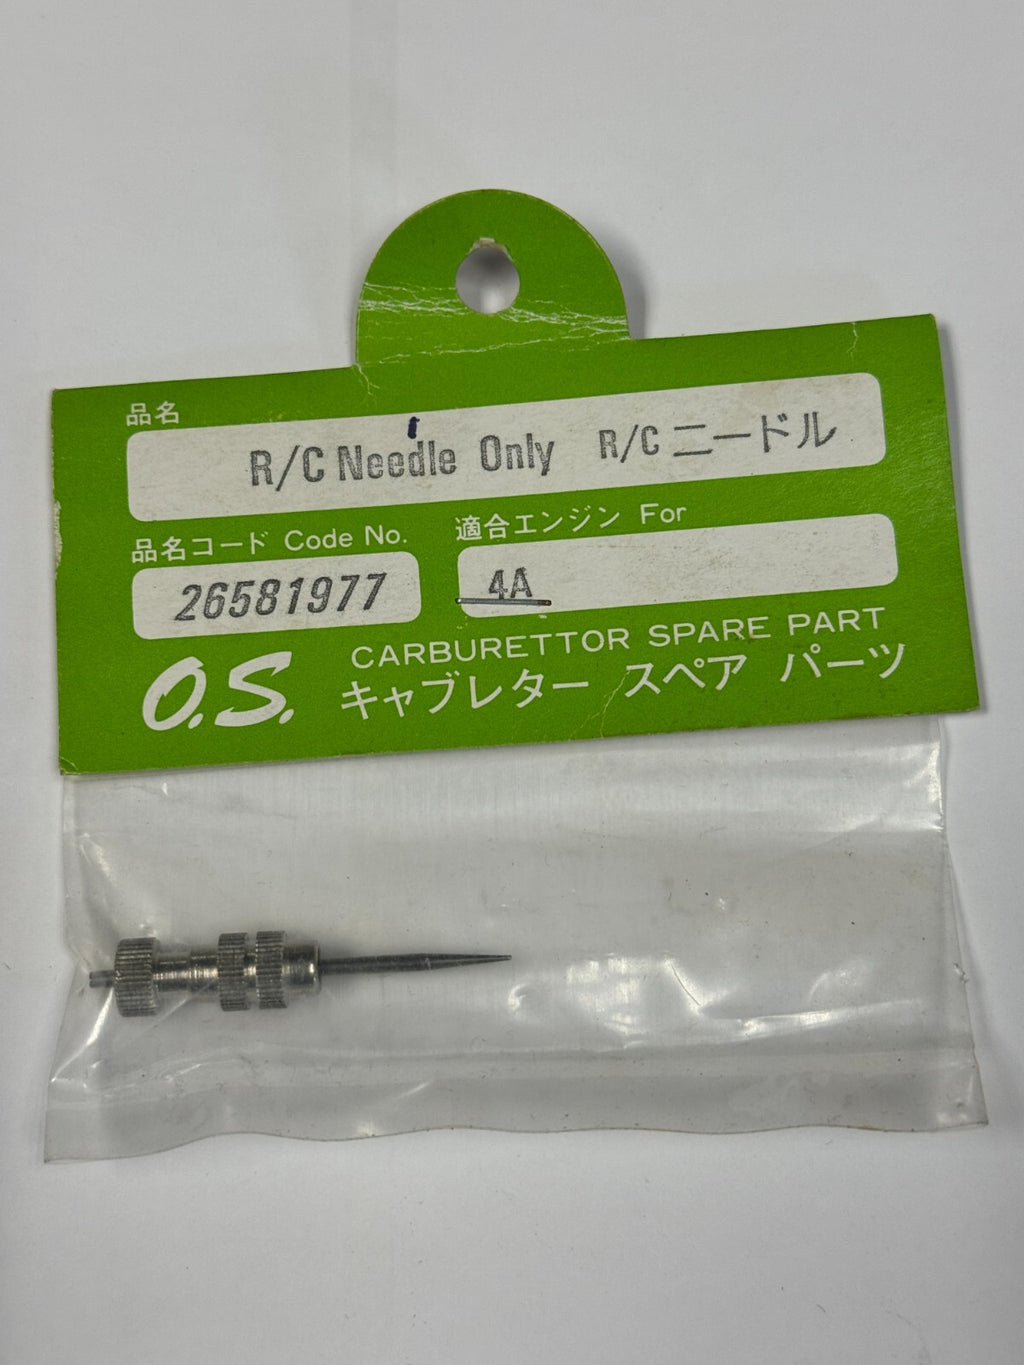 品名
R/C Needle Only R/C ニードル
品名コード Code No. 適合エンジン For
26581977 4A
O.S. CARBURETTOR SPARE PART
キャブレター スペア パーツ